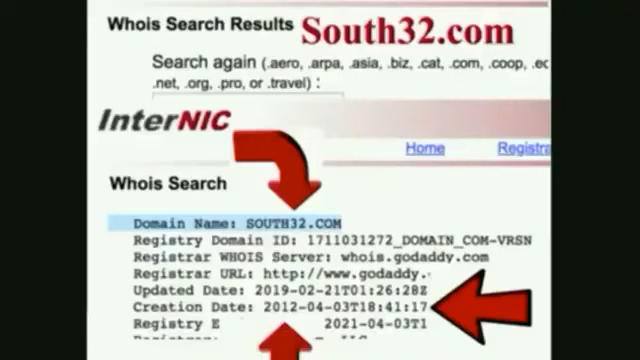 Whois Search Results South32.com
Search again (.aero, .arpa, .asia, .biz, .cat, .com, .coop,
.net, .org, .pro, or .travel) :
InterNIC
Home Registra
Whois Search
Domain Name: SOUTH32.COM
Registry Domain ID: 1711031272_DOMAIN_COM-VRSN
Registrar WHOIS Server: whois.godaddy.com
Registrar URL: http://www.godaddy.
Updated Date: 2019-02-21T01:26:28Z
Creation Date: 2012-04-03T18:41:17
Registry E 2021-04-03T1